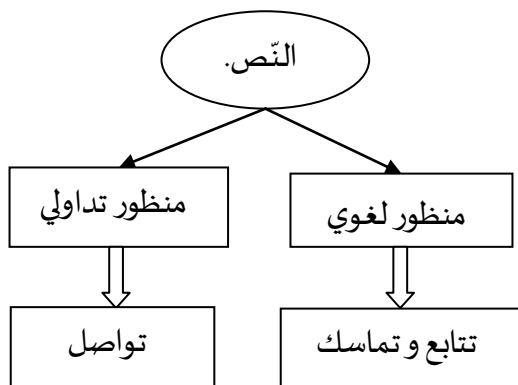 النّص.
منظور لغوي
منظور تداولي
تتابع و تماسك
تواصل